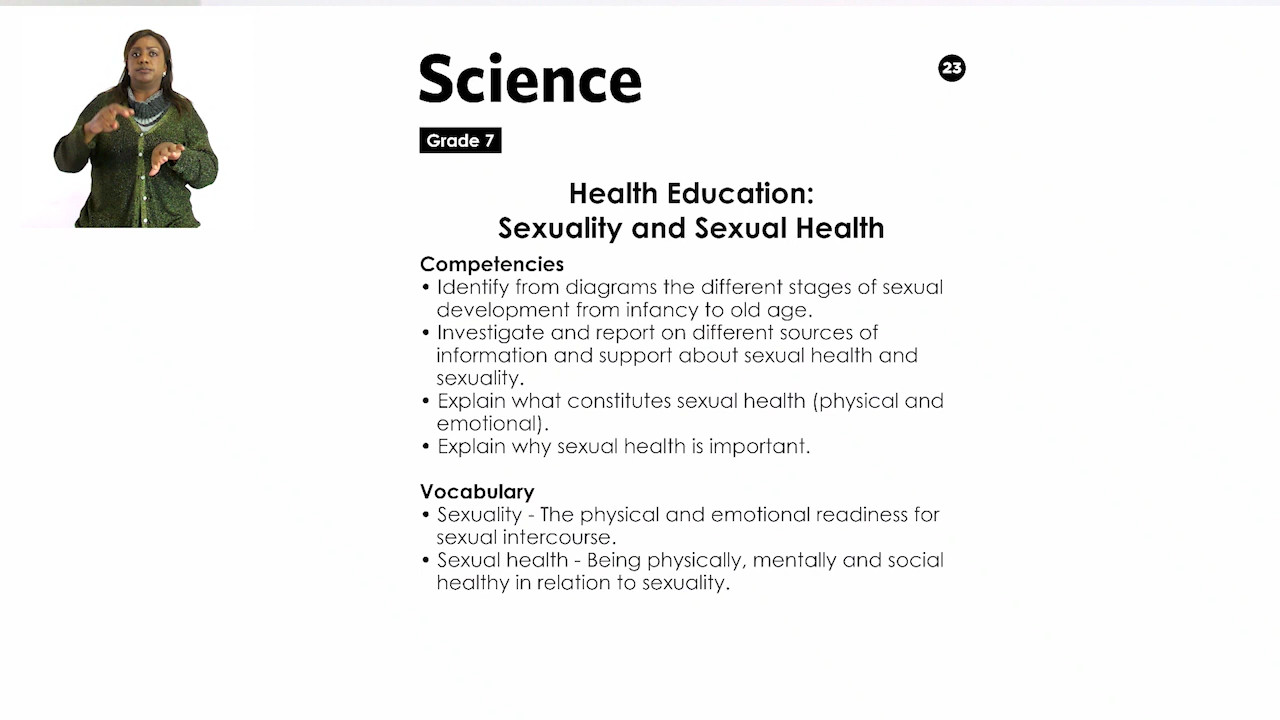 Science
23
Grade 7
Health Education:
Sexuality and Sexual Health
Competencies
• Identify from diagrams the different stages of sexual
development from infancy to old age.
• Investigate and report on different sources of
information and support about sexual health and
sexuality.
• Explain what constitutes sexual health (physical and
emotional).
• Explain why sexual health is important.
Vocabulary
• Sexuality - The physical and emotional readiness for
sexual intercourse.
• Sexual health - Being physically, mentally and social
healthy in relation to sexuality.